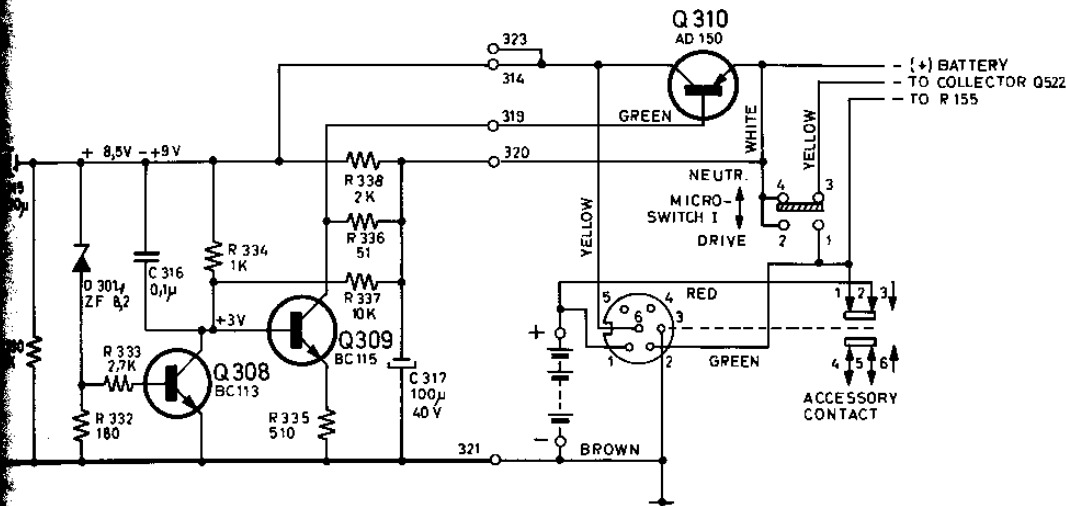 Q 310
AD 150
323
314
- (+) BATTERY
- TO COLLECTOR Q522
- TO R 155
319
GREEN
WHITE
YELLOW
320
+ 8,5V - +9V
NEUTR.
4
3
MICRO-
SWITCH I
DRIVE
2
1
R 338
2K
R 336
51
R 334
1K
C 316
0,1µ
ZF 8,2
R 337
10K
YELLOW
RED
1
2
3
+3V
Q309
BC 115
5
4
6
3
+
1
2
GREEN
R 333
2,7K
Q 308
BC 113
C 317
100µ
40 V
4
5
6
ACCESSORY
CONTACT
R 332
180
R 335
510
-
321
BROWN